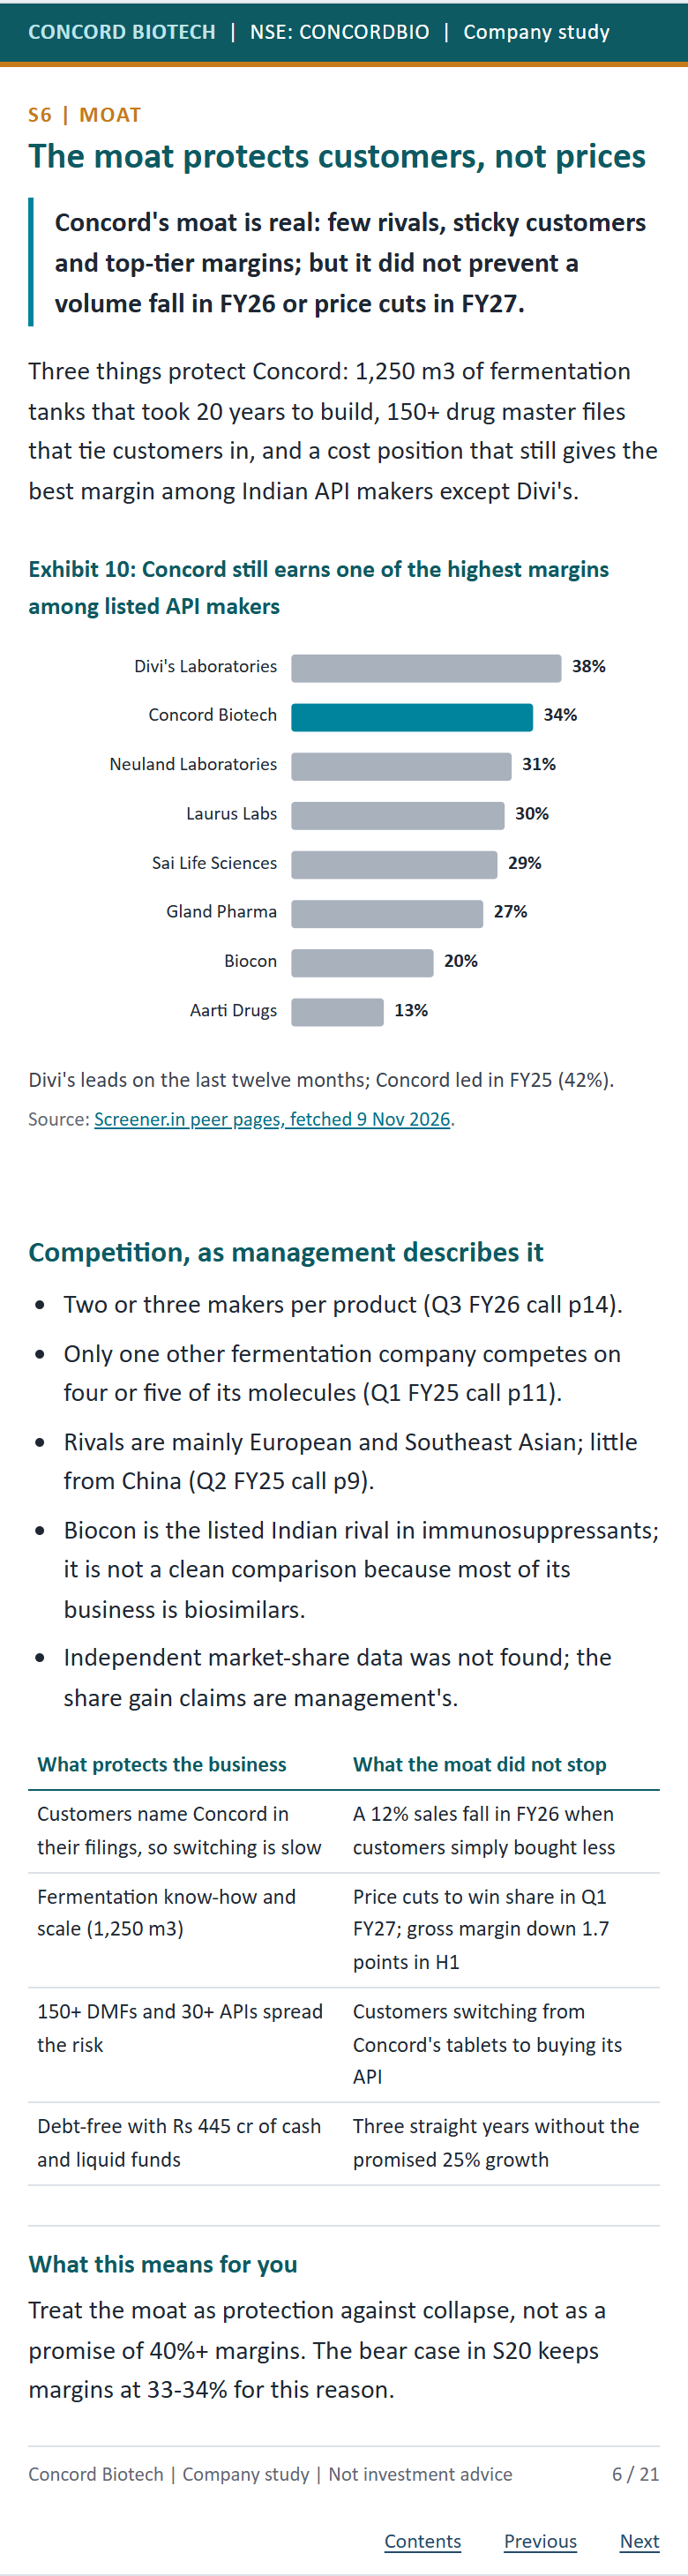 CONCORD BIOTECH | NSE: CONCORDBIO | Company study
S6 | MOAT
The moat protects customers, not prices
Concord's moat is real: few rivals, sticky customers
and top-tier margins; but it did not prevent a
volume fall in FY26 or price cuts in FY27.
Three things protect Concord: 1,250 m3 of fermentation
tanks that took 20 years to build, 150+ drug master files
that tie customers in, and a cost position that still gives the
best margin among Indian API makers except Divi's.
Exhibit 10: Concord still earns one of the highest margins
among listed API makers
Divi's Laboratories 38%
Concord Biotech 34%
Neuland Laboratories 31%
Laurus Labs 30%
Sai Life Sciences 29%
Gland Pharma 27%
Biocon 20%
Aarti Drugs 13%
Divi's leads on the last twelve months; Concord led in FY25 (42%).
Source: Screener.in peer pages, fetched 9 Nov 2026.
Competition, as management describes it
• Two or three makers per product (Q3 FY26 call p14).
• Only one other fermentation company competes on
four or five of its molecules (Q1 FY25 call p11).
• Rivals are mainly European and Southeast Asian; little
from China (Q2 FY25 call p9).
• Biocon is the listed Indian rival in immunosuppressants;
it is not a clean comparison because most of its
business is biosimilars.
• Independent market-share data was not found; the
share gain claims are management's.
What protects the business What the moat did not stop
Customers name Concord in A 12% sales fall in FY26 when
their filings, so switching is slow customers simply bought less
Fermentation know-how and Price cuts to win share in Q1
scale (1,250 m3) FY27; gross margin down 1.7
points in H1
150+ DMFs and 30+ APIs spread Customers switching from
the risk Concord's tablets to buying its
API
Debt-free with Rs 445 cr of cash Three straight years without the
and liquid funds promised 25% growth
What this means for you
Treat the moat as protection against collapse, not as a
promise of 40%+ margins. The bear case in S20 keeps
margins at 33-34% for this reason.
Concord Biotech | Company study | Not investment advice 6 / 21
Contents Previous Next